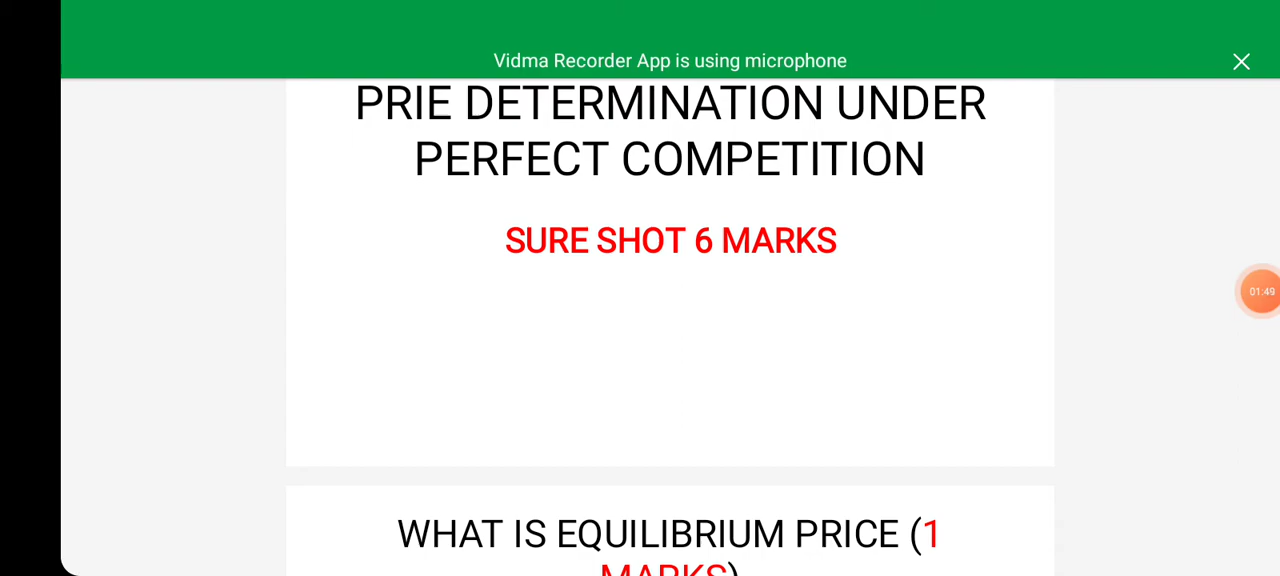 Vidma Recorder App is using microphone
PRIE DETERMINATION UNDER
PERFECT COMPETITION
SURE SHOT 6 MARKS
01:49
WHAT IS EQUILIBRIUM PRICE (1
MARKS)